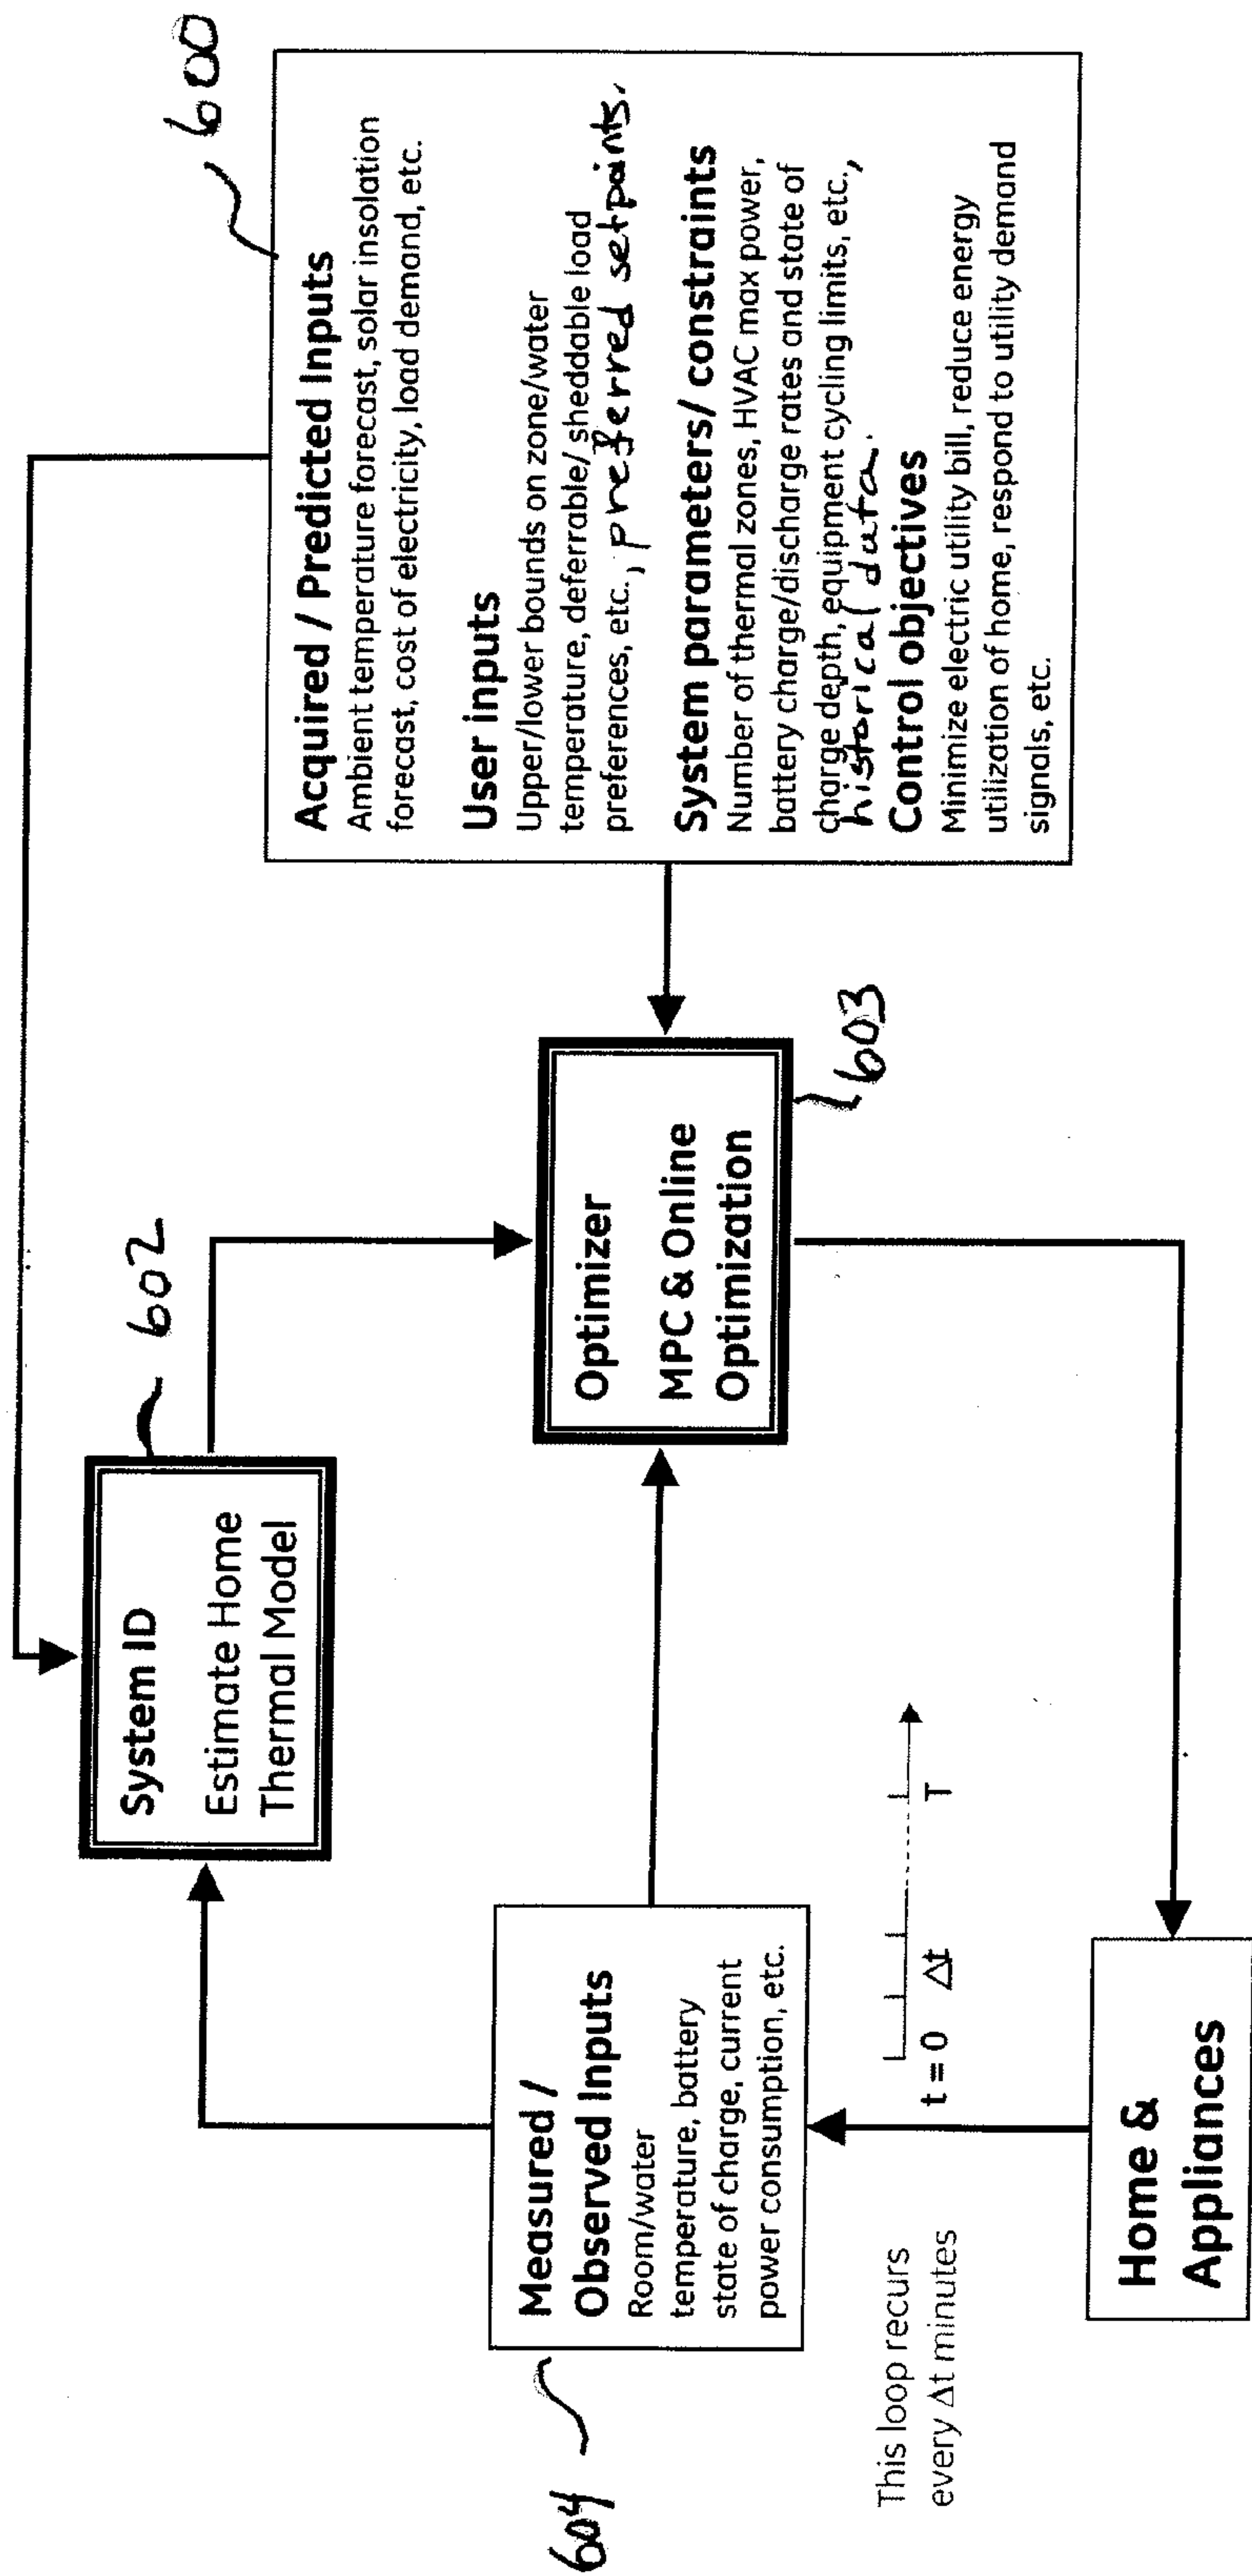 600
Acquired / Predicted Inputs
Ambient temperature forecast, solar insolation
forecast, cost of electricity, load demand, etc.
User inputs
Upper/lower bounds on zone/water
temperature, deferrable/ sheddable load
preferences, etc., preferred setpoints.
System parameters/ constraints
Number of thermal zones, HVAC max power,
battery charge/discharge rates and state of
charge depth, equipment cycling limits, etc.,
historical data.
Control objectives
Minimize electric utility bill, reduce energy
utilization of home, respond to utility demand
signals, etc.
602
System ID
Estimate Home
Thermal Model
603
Optimizer
MPC & Online
Optimization
604
Measured /
Observed Inputs
Room/water
temperature, battery
state of charge, current
power consumption, etc.
This loop recurs
every Δt minutes
t = 0 Δt T
Home &
Appliances